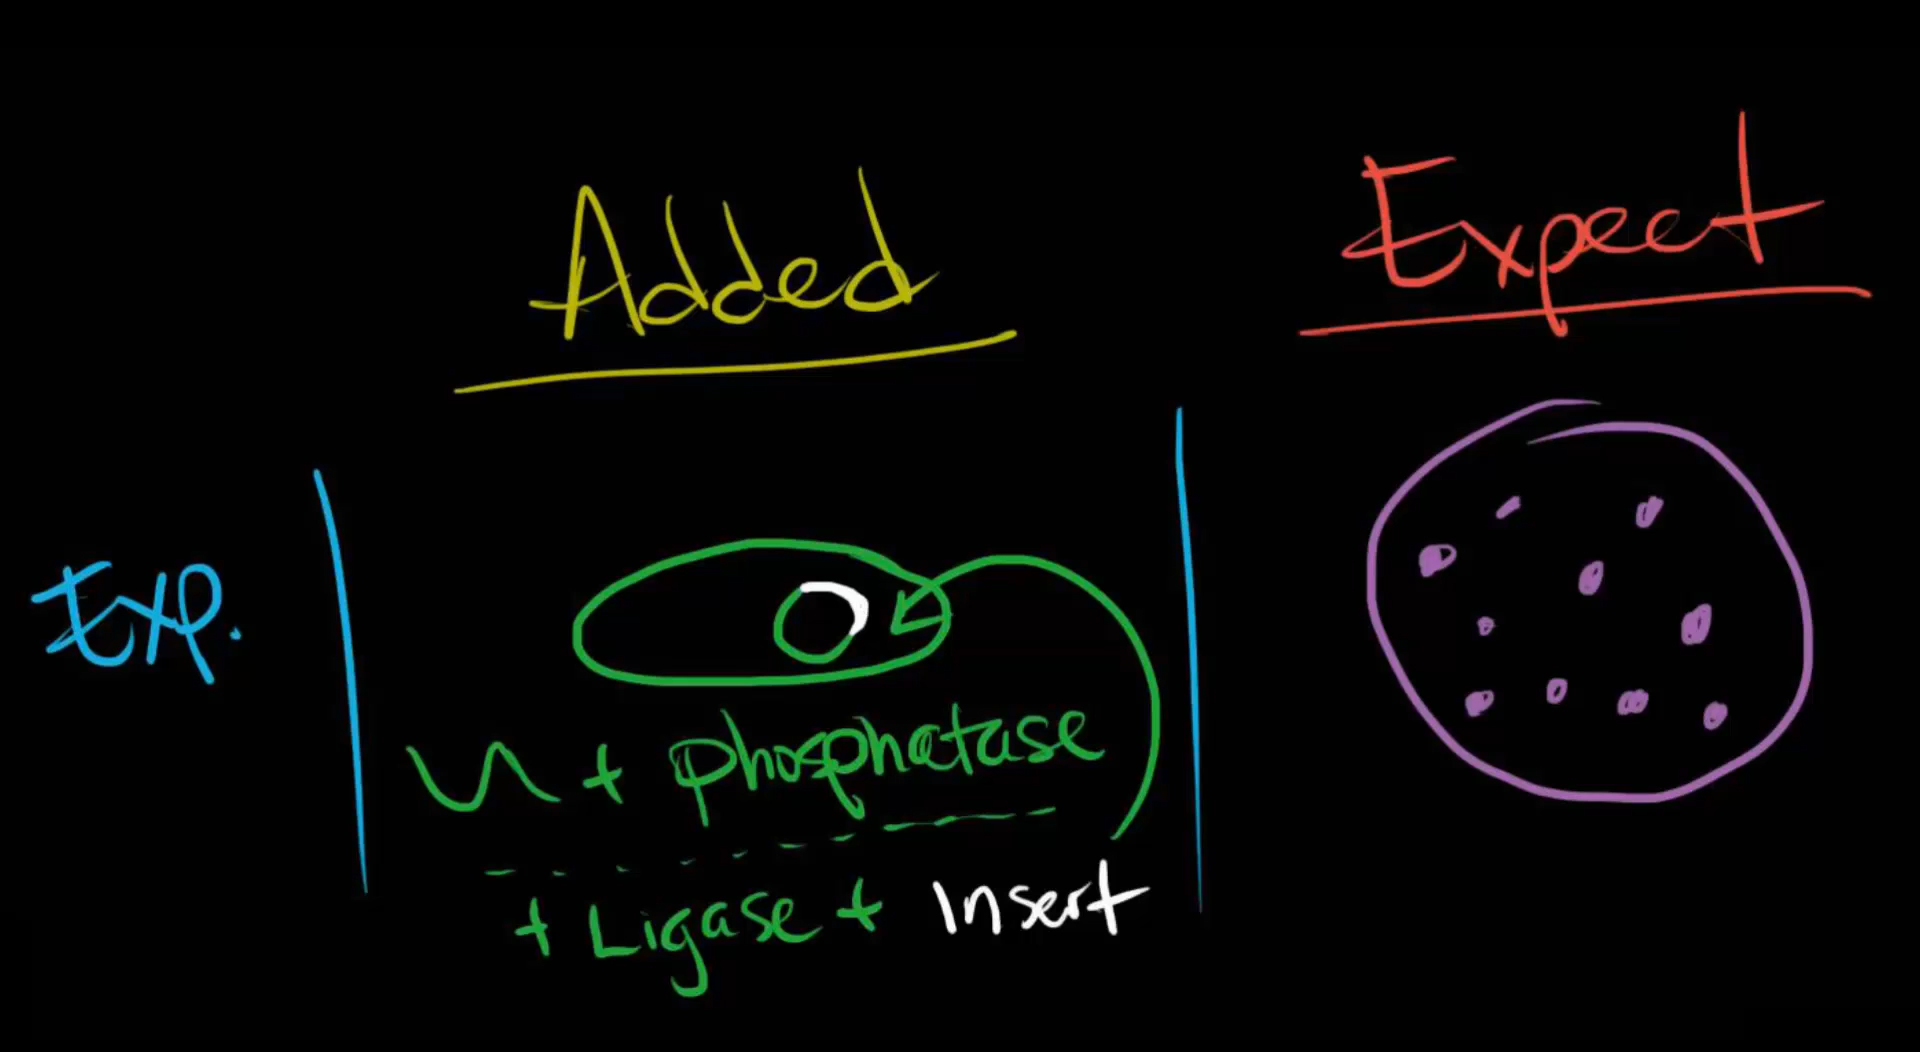 Added
Expect
Exp.
+ phosphatase
+ Ligase + Insert